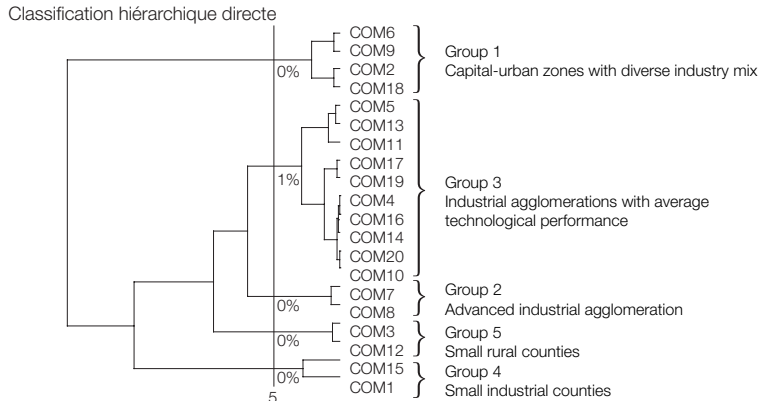 Classification hiérarchique directe
COM6
COM9
COM2
COM18
COM5
COM13
COM11
COM17
COM19
COM4
COM16
COM14
COM20
COM10
COM7
COM8
COM3
COM12
COM15
COM1
0%
1%
0%
0%
0%
5
Group 1
Capital-urban zones with diverse industry mix
Group 3
Industrial agglomerations with average
technological performance
Group 2
Advanced industrial agglomeration
Group 5
Small rural counties
Group 4
Small industrial counties